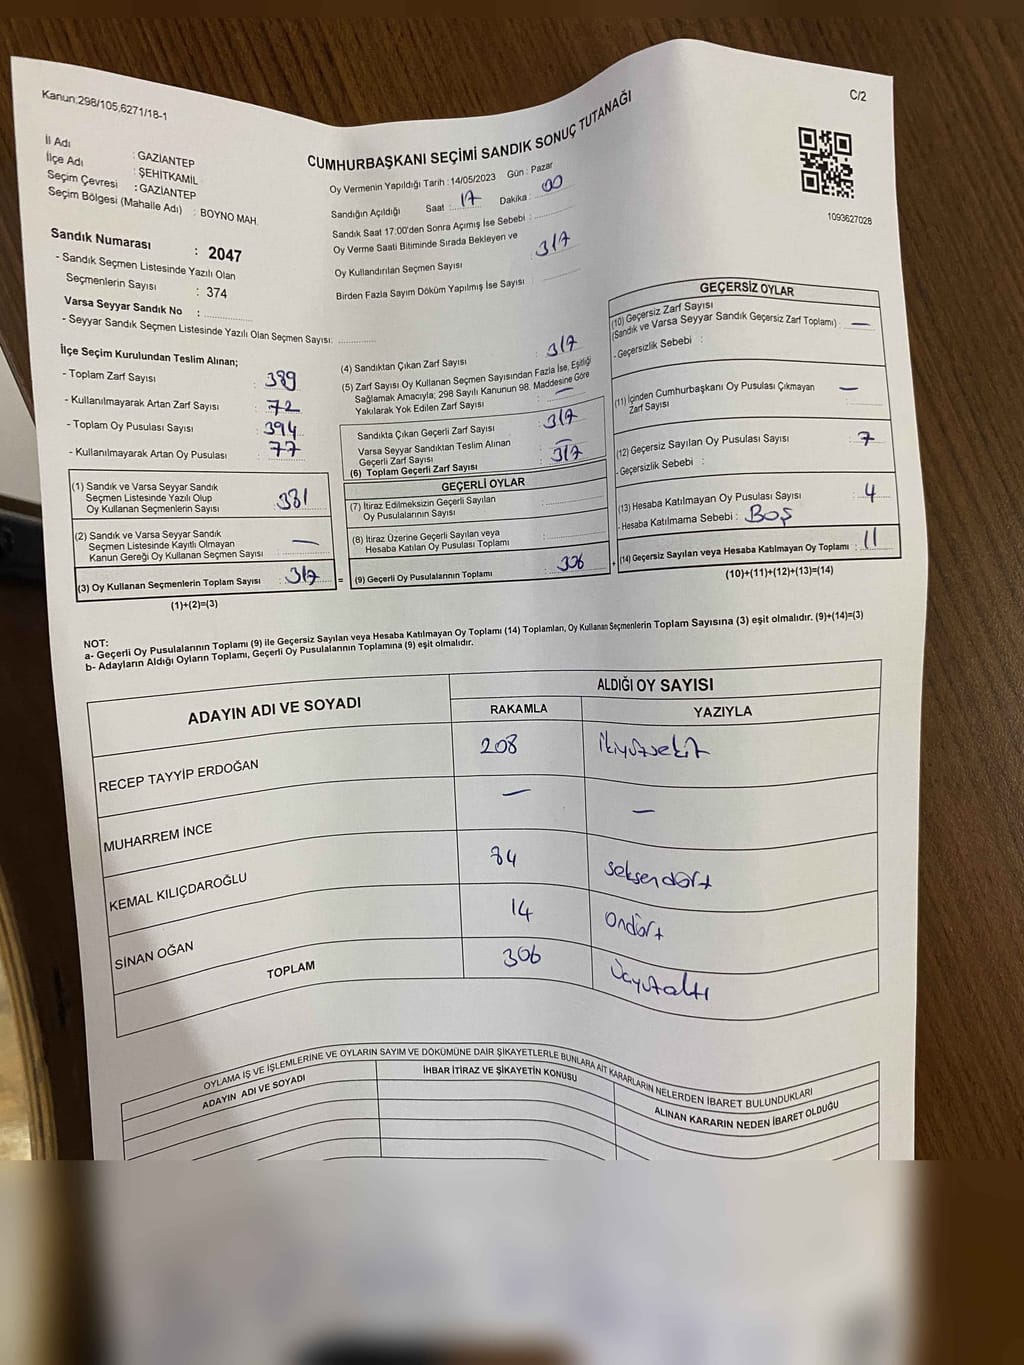 Kanun:298/105,6271/18-1
C/2
CUMHURBAŞKANI SEÇİMİ SANDIK SONUÇ TUTANAĞI
İl Adı : GAZİANTEP
İlçe Adı : ŞEHİTKAMİL
Seçim Çevresi : GAZİANTEP
Seçim Bölgesi (Mahalle Adı) : BOYNO MAH.
Sandık Numarası : 2047
- Sandık Seçmen Listesinde Yazılı Olan
Seçmenlerin Sayısı : 374
Varsa Seyyar Sandık No :
- Seyyar Sandık Seçmen Listesinde Yazılı Olan Seçmen Sayısı:
Oy Vermenin Yapıldığı Tarih : 14/05/2023 Gün : Pazar
Sandığın Açıldığı Saat : 17 Dakika : 00
Sandık Saat 17:00'den Sonra Açımış İse Sebebi :
Oy Verme Saati Bitiminde Sırada Bekleyen ve
Oy Kullandırılan Seçmen Sayısı : 317
Birden Fazla Sayım Döküm Yapılmış İse Sayısı :
1093627028
İlçe Seçim Kurulundan Teslim Alınan;
- Toplam Zarf Sayısı : 389
- Kullanılmayarak Artan Zarf Sayısı : 72
- Toplam Oy Pusulası Sayısı : 394
- Kullanılmayarak Artan Oy Pusulası : 77
(1) Sandık ve Varsa Seyyar Sandık
Seçmen Listesinde Yazılı Olup
Oy Kullanan Seçmenlerin Sayısı : 331
(2) Sandık ve Varsa Seyyar Sandık
Seçmen Listesinde Kayıtlı Olmayan
Kanun Gereği Oy Kullanan Seçmen Sayısı : —
(3) Oy Kullanan Seçmenlerin Toplam Sayısı : 317
(1)+(2)=(3)
(4) Sandıktan Çıkan Zarf Sayısı : 317
(5) Zarf Sayısı Oy Kullanan Seçmen Sayısından Fazla İse, Eşitliği
Sağlamak Amacıyla; 298 Sayılı Kanunun 98. Maddesine Göre
Yakılarak Yok Edilen Zarf Sayısı : —
Sandıkta Çıkan Geçerli Zarf Sayısı : 317
Varsa Seyyar Sandıktan Teslim Alınan
Geçerli Zarf Sayısı : —
(6) Toplam Geçerli Zarf Sayısı : 317
GEÇERLİ OYLAR
(7) İtiraz Edilmeksizin Geçerli Sayılan
Oy Pusulalarının Sayısı :
(8) İtiraz Üzerine Geçerli Sayılan veya
Hesaba Katılan Oy Pusulası Toplamı :
= (9) Geçerli Oy Pusulalarının Toplamı : 306
GEÇERSİZ OYLAR
(10) Geçersiz Zarf Sayısı
(Sandık ve Varsa Seyyar Sandık Geçersiz Zarf Toplamı) : —
- Geçersizlik Sebebi :
(11) İçinden Cumhurbaşkanı Oy Pusulası Çıkmayan
Zarf Sayısı : —
(12) Geçersiz Sayılan Oy Pusulası Sayısı : 7
- Geçersizlik Sebebi :
(13) Hesaba Katılmayan Oy Pusulası Sayısı : 4
- Hesaba Katılmama Sebebi : BOŞ
+ (14) Geçersiz Sayılan veya Hesaba Katılmayan Oy Toplamı : 11
(10)+(11)+(12)+(13)=(14)
NOT:
a- Geçerli Oy Pusulalarının Toplamı (9) ile Geçersiz Sayılan veya Hesaba Katılmayan Oy Toplamı (14) Toplamları, Oy Kullanan Seçmenlerin Toplam Sayısına (3) eşit olmalıdır. (9)+(14)=(3)
b- Adayların Aldığı Oyların Toplamı, Geçerli Oy Pusulalarının Toplamına (9) eşit olmalıdır.
ADAYIN ADI VE SOYADI
ALDIĞI OY SAYISI
RAKAMLA YAZIYLA
RECEP TAYYİP ERDOĞAN 208 ikiyüzsekiz
MUHARREM İNCE — —
KEMAL KILIÇDAROĞLU 84 seksendört
SİNAN OĞAN 14 ondört
TOPLAM 306 üçyüzaltı
OYLAMA İŞ VE İŞLEMLERİNE VE OYLARIN SAYIM VE DÖKÜMÜNE DAİR ŞİKAYETLERLE BUNLARA AİT KARARLARIN NELERDEN İBARET BULUNDUKLARI
ADAYIN ADI VE SOYADI
İHBAR İTİRAZ VE ŞİKAYETİN KONUSU
ALINAN KARARIN NEDEN İBARET OLDUĞU